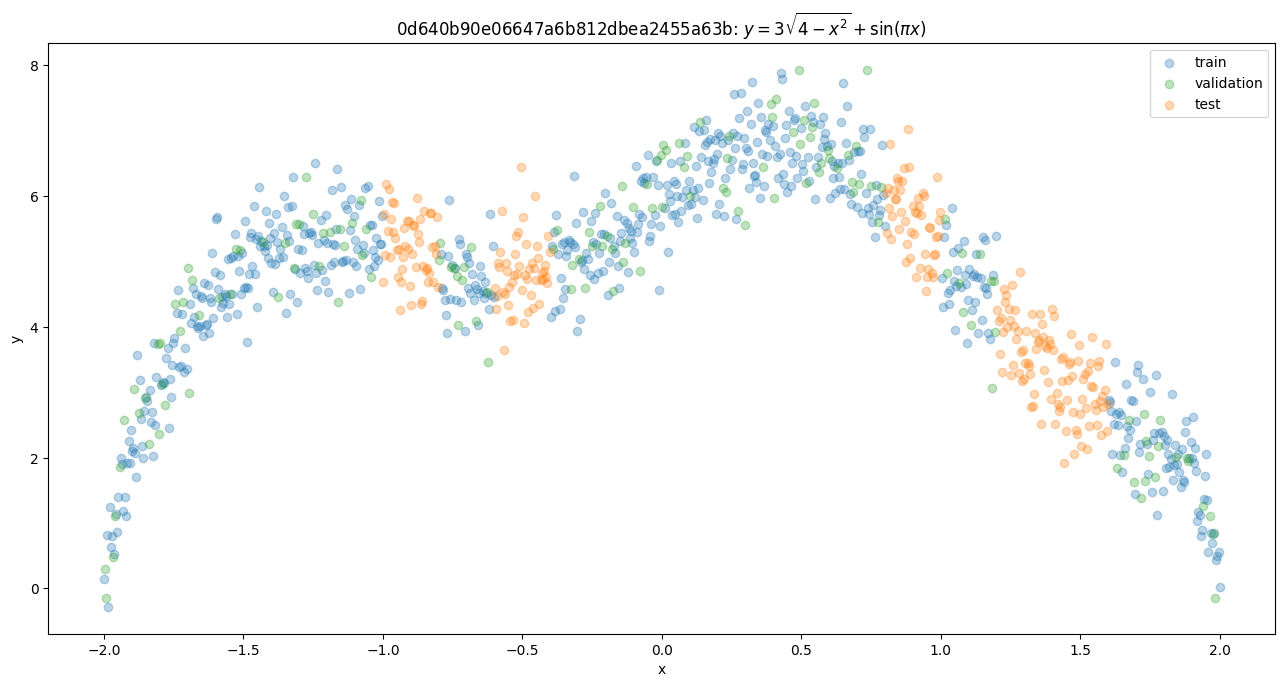 0d640b90e06647a6b812dbea2455a63b: y = 3√4 − x² + sin(πx)
train
validation
test
8
6
4
2
0
y
−2.0 −1.5 −1.0 −0.5 0.0 0.5 1.0 1.5 2.0
x